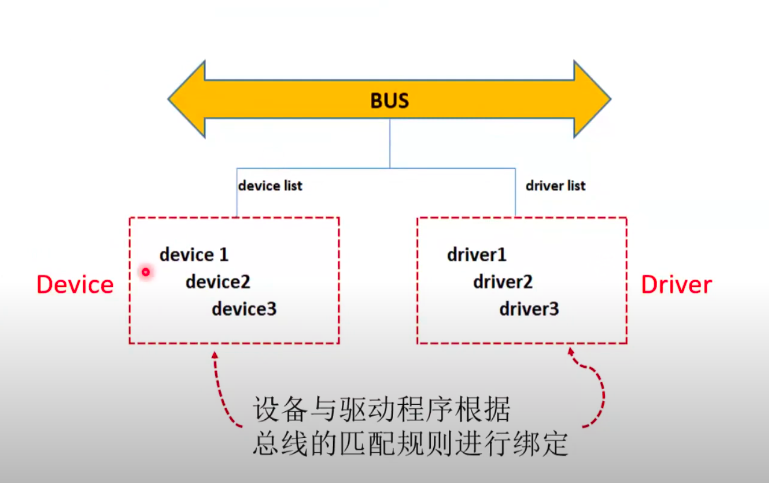 BUS
device list
driver list
device 1
device2
device3
driver1
driver2
driver3
Device
Driver
设备与驱动程序根据
总线的匹配规则进行绑定